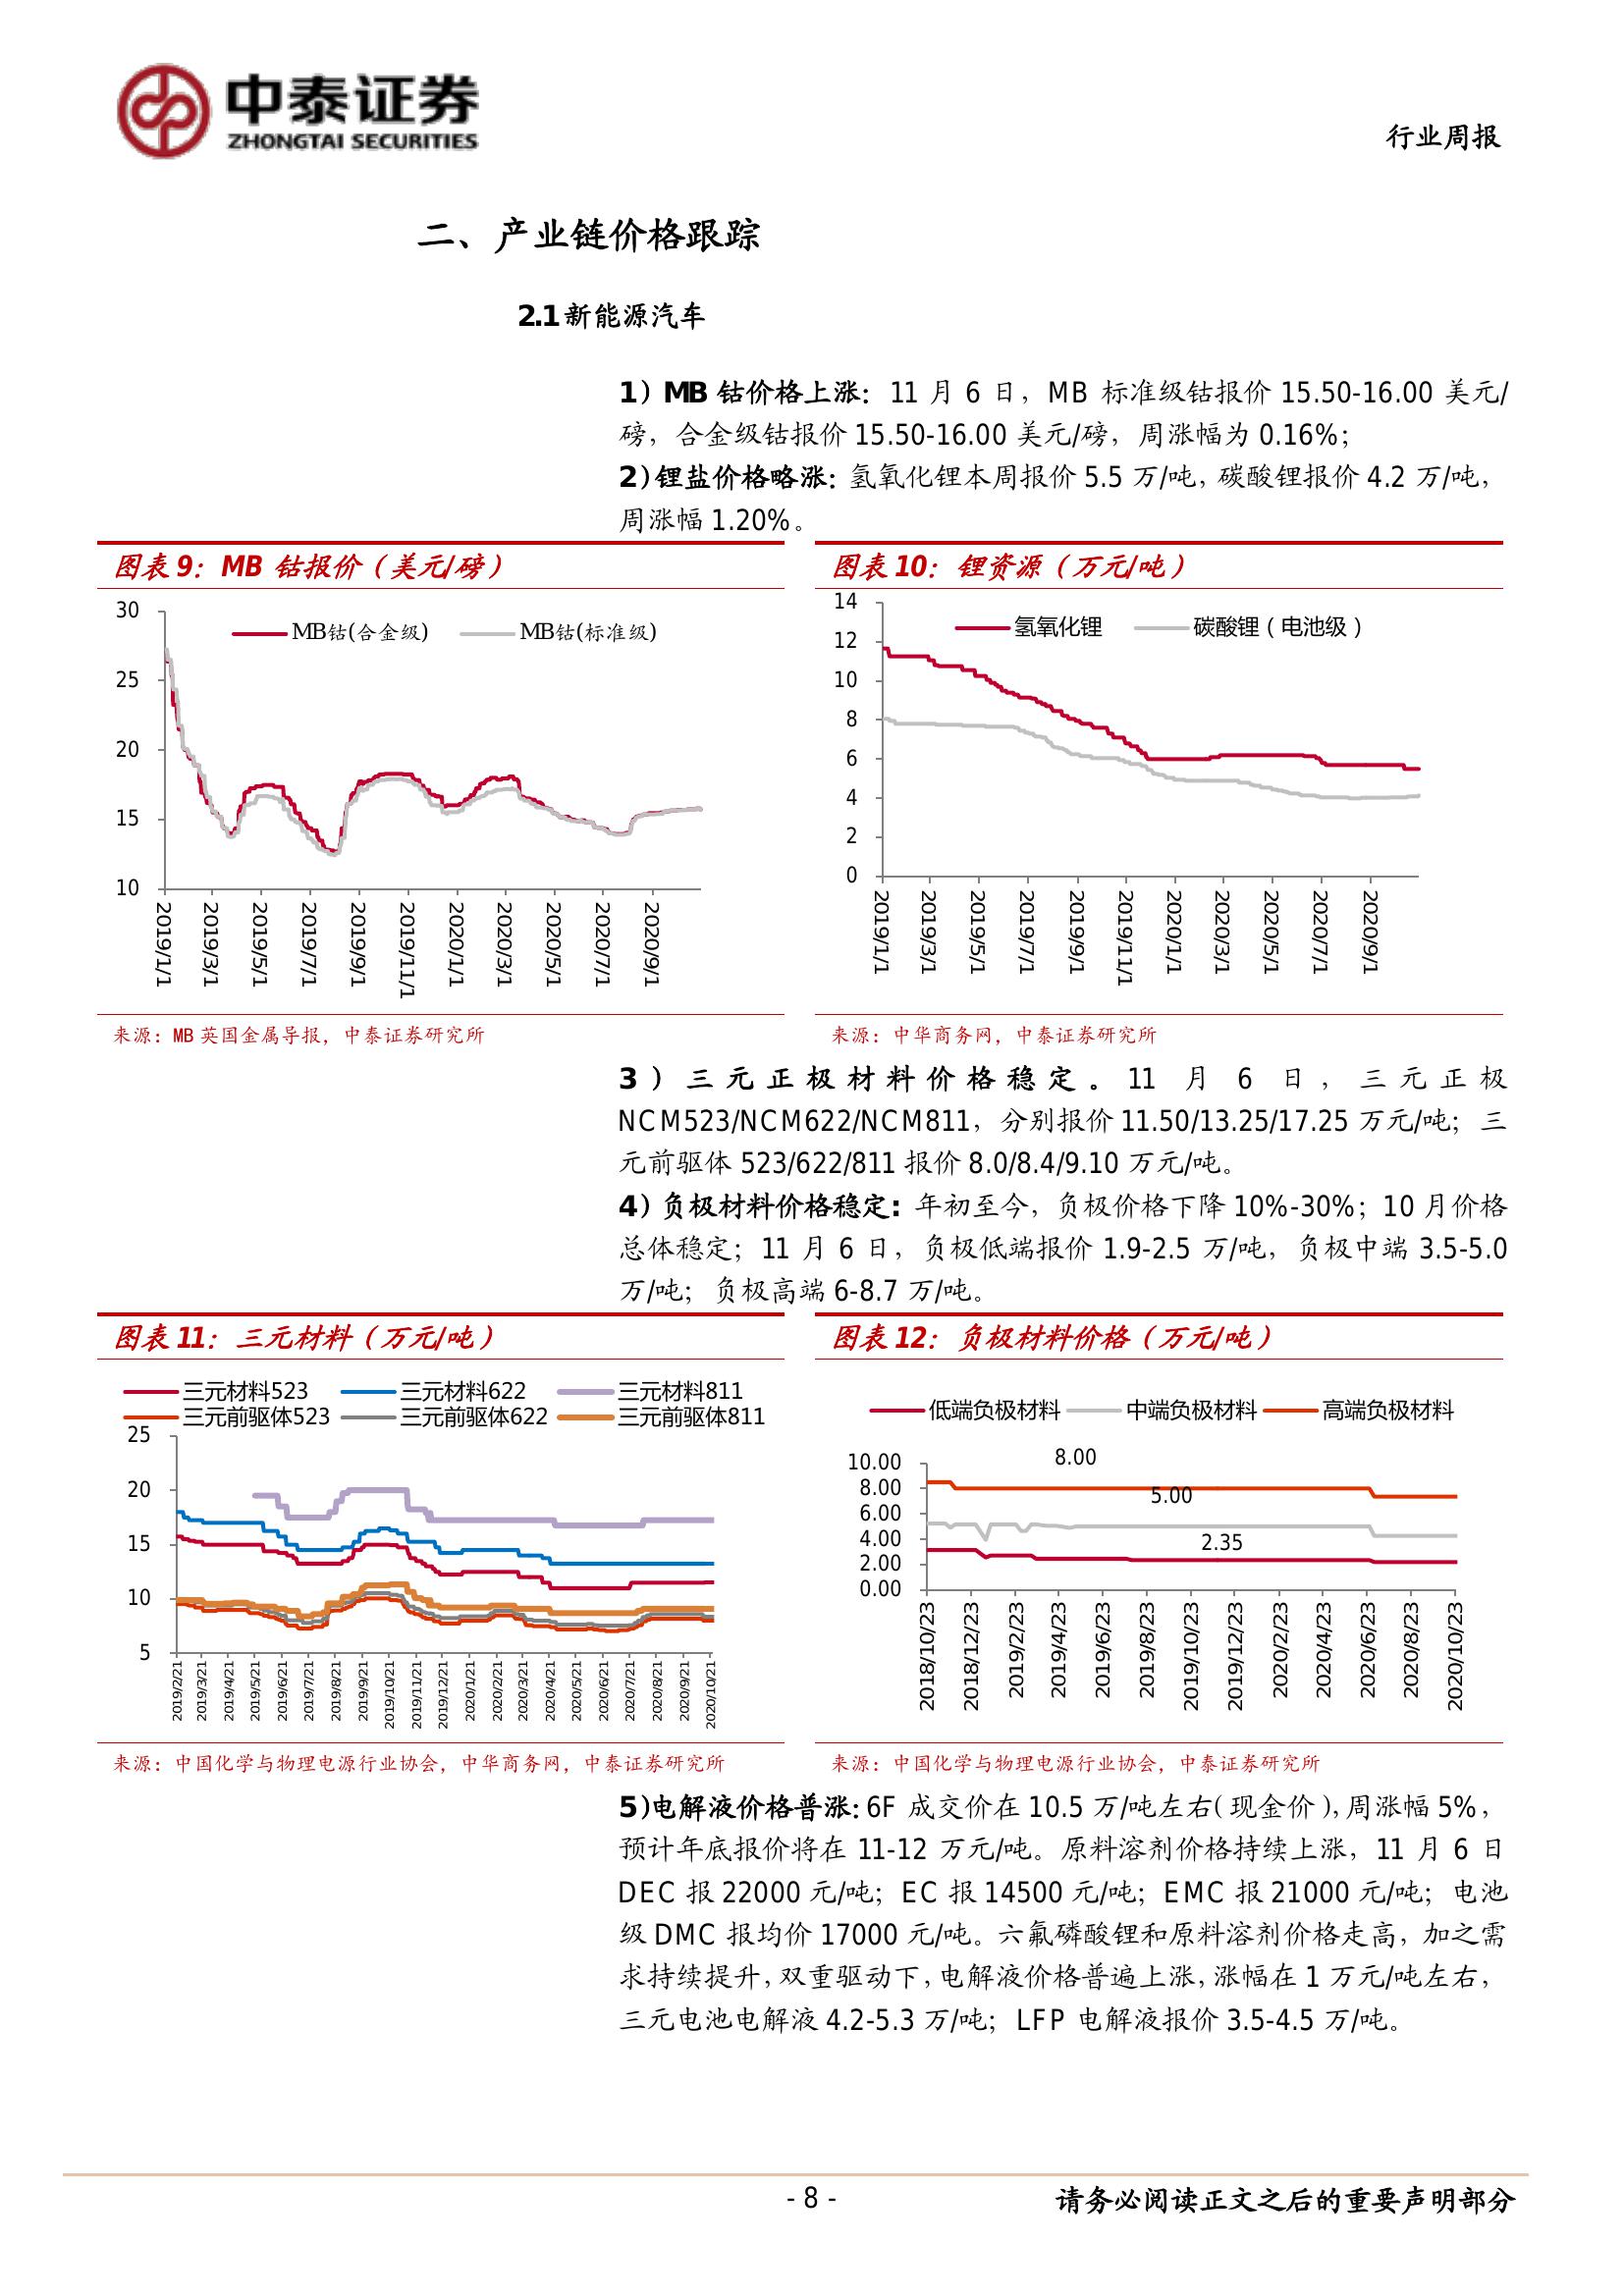 中泰证券
ZHONGTAI SECURITIES
行业周报
二、产业链价格跟踪
2.1 新能源汽车
1）MB 钴价格上涨：11 月 6 日，MB 标准级钴报价 15.50-16.00 美元/
磅，合金级钴报价 15.50-16.00 美元/磅，周涨幅为 0.16%；
2）锂盐价格略涨：氢氧化锂本周报价 5.5 万/吨，碳酸锂报价 4.2 万/吨，
周涨幅 1.20%。
图表 9：MB 钴报价（美元/磅）
MB钴(合金级) MB钴(标准级)
30
25
20
15
10
2019/1/1 2019/3/1 2019/5/1 2019/7/1 2019/9/1 2019/11/1 2020/1/1 2020/3/1 2020/5/1 2020/7/1 2020/9/1
来源：MB 英国金属导报，中泰证券研究所
图表 10：锂资源（万元/吨）
氢氧化锂 碳酸锂（电池级）
14
12
10
8
6
4
2
0
2019/1/1 2019/3/1 2019/5/1 2019/7/1 2019/9/1 2019/11/1 2020/1/1 2020/3/1 2020/5/1 2020/7/1 2020/9/1
来源：中华商务网，中泰证券研究所
3）三元正极材料价格稳定。11 月 6 日，三元正极
NCM523/NCM622/NCM811，分别报价 11.50/13.25/17.25 万元/吨；三
元前驱体 523/622/811 报价 8.0/8.4/9.10 万元/吨。
4）负极材料价格稳定：年初至今，负极价格下降 10%-30%；10 月价格
总体稳定；11 月 6 日，负极低端报价 1.9-2.5 万/吨，负极中端 3.5-5.0
万/吨；负极高端 6-8.7 万/吨。
图表 11：三元材料（万元/吨）
三元材料523 三元材料622 三元材料811
三元前驱体523 三元前驱体622 三元前驱体811
25
20
15
10
5
2019/2/21 2019/3/21 2019/4/21 2019/5/21 2019/6/21 2019/7/21 2019/8/21 2019/9/21 2019/10/21 2019/11/21 2019/12/21 2020/1/21 2020/2/21 2020/3/21 2020/4/21 2020/5/21 2020/6/21 2020/7/21 2020/8/21 2020/9/21 2020/10/21
来源：中国化学与物理电源行业协会，中华商务网，中泰证券研究所
图表 12：负极材料价格（万元/吨）
低端负极材料 中端负极材料 高端负极材料
8.00
5.00
2.35
10.00
8.00
6.00
4.00
2.00
0.00
2018/10/23 2018/12/23 2019/2/23 2019/4/23 2019/6/23 2019/8/23 2019/10/23 2019/12/23 2020/2/23 2020/4/23 2020/6/23 2020/8/23 2020/10/23
来源：中国化学与物理电源行业协会，中泰证券研究所
5）电解液价格普涨：6F 成交价在 10.5 万/吨左右（现金价），周涨幅 5%，
预计年底报价将在 11-12 万元/吨。原料溶剂价格持续上涨，11 月 6 日
DEC 报 22000 元/吨；EC 报 14500 元/吨；EMC 报 21000 元/吨；电池
级 DMC 报均价 17000 元/吨。六氟磷酸锂和原料溶剂价格走高，加之需
求持续提升，双重驱动下，电解液价格普遍上涨，涨幅在 1 万元/吨左右，
三元电池电解液 4.2-5.3 万/吨；LFP 电解液报价 3.5-4.5 万/吨。
- 8 -
请务必阅读正文之后的重要声明部分